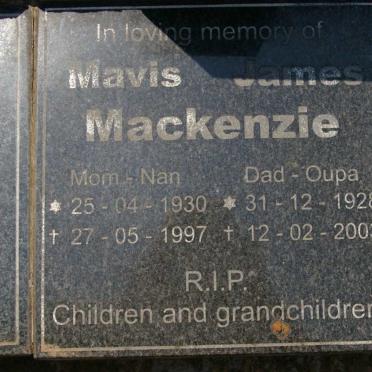 In loving memory of
Mavis James
Mackenzie
Mom - Nan Dad - Oupa
* 25 - 04 - 1930 * 31 - 12 - 1928
† 27 - 05 - 1997 † 12 - 02 - 2003
R.I.P.
Children and grandchildren